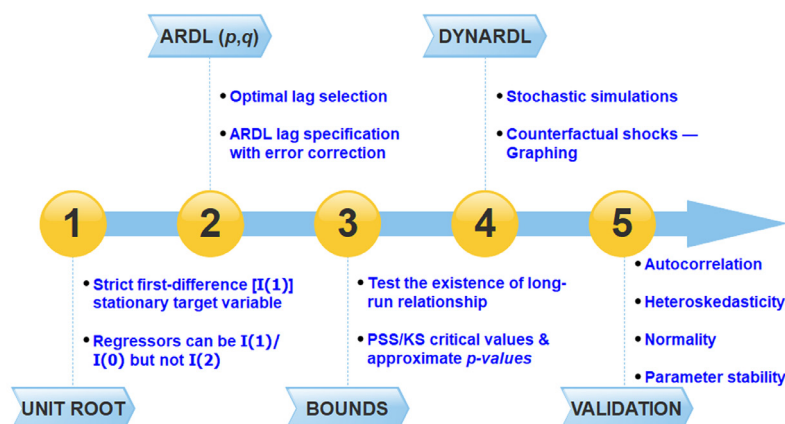 ARDL (p,q)
DYNARDL
• Optimal lag selection
• ARDL lag specification
with error correction
• Stochastic simulations
• Counterfactual shocks —
Graphing
1
2
3
4
5
• Strict first-difference [I(1)]
stationary target variable
• Regressors can be I(1)/
I(0) but not I(2)
• Test the existence of long-
run relationship
• PSS/KS critical values &
approximate p-values
• Autocorrelation
• Heteroskedasticity
• Normality
• Parameter stability
UNIT ROOT
BOUNDS
VALIDATION